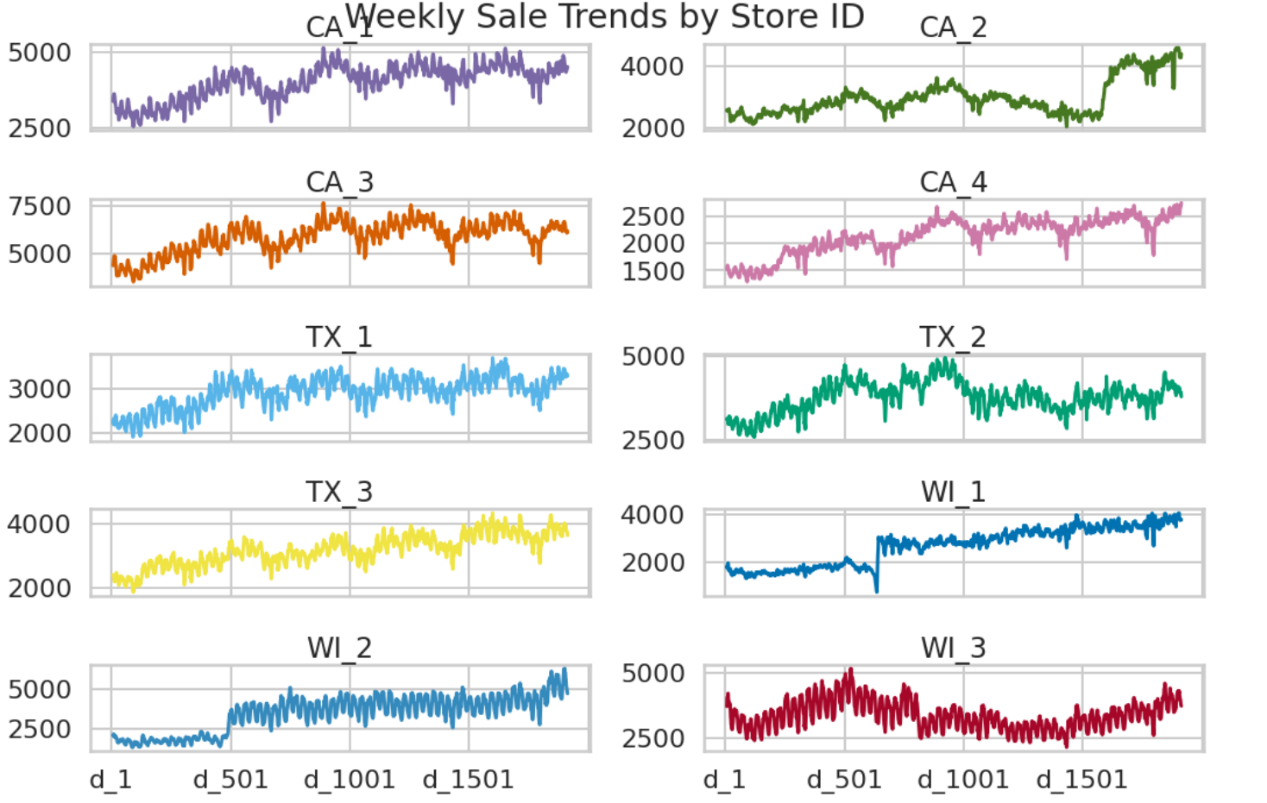 Weekly Sale Trends by Store ID
CA_1
5000
2500
CA_2
4000
2000
CA_3
7500
5000
CA_4
2500
2000
1500
TX_1
3000
2000
TX_2
5000
2500
TX_3
4000
2000
WI_1
4000
2000
WI_2
5000
2500
WI_3
5000
2500
d_1 d_501 d_1001 d_1501
d_1 d_501 d_1001 d_1501